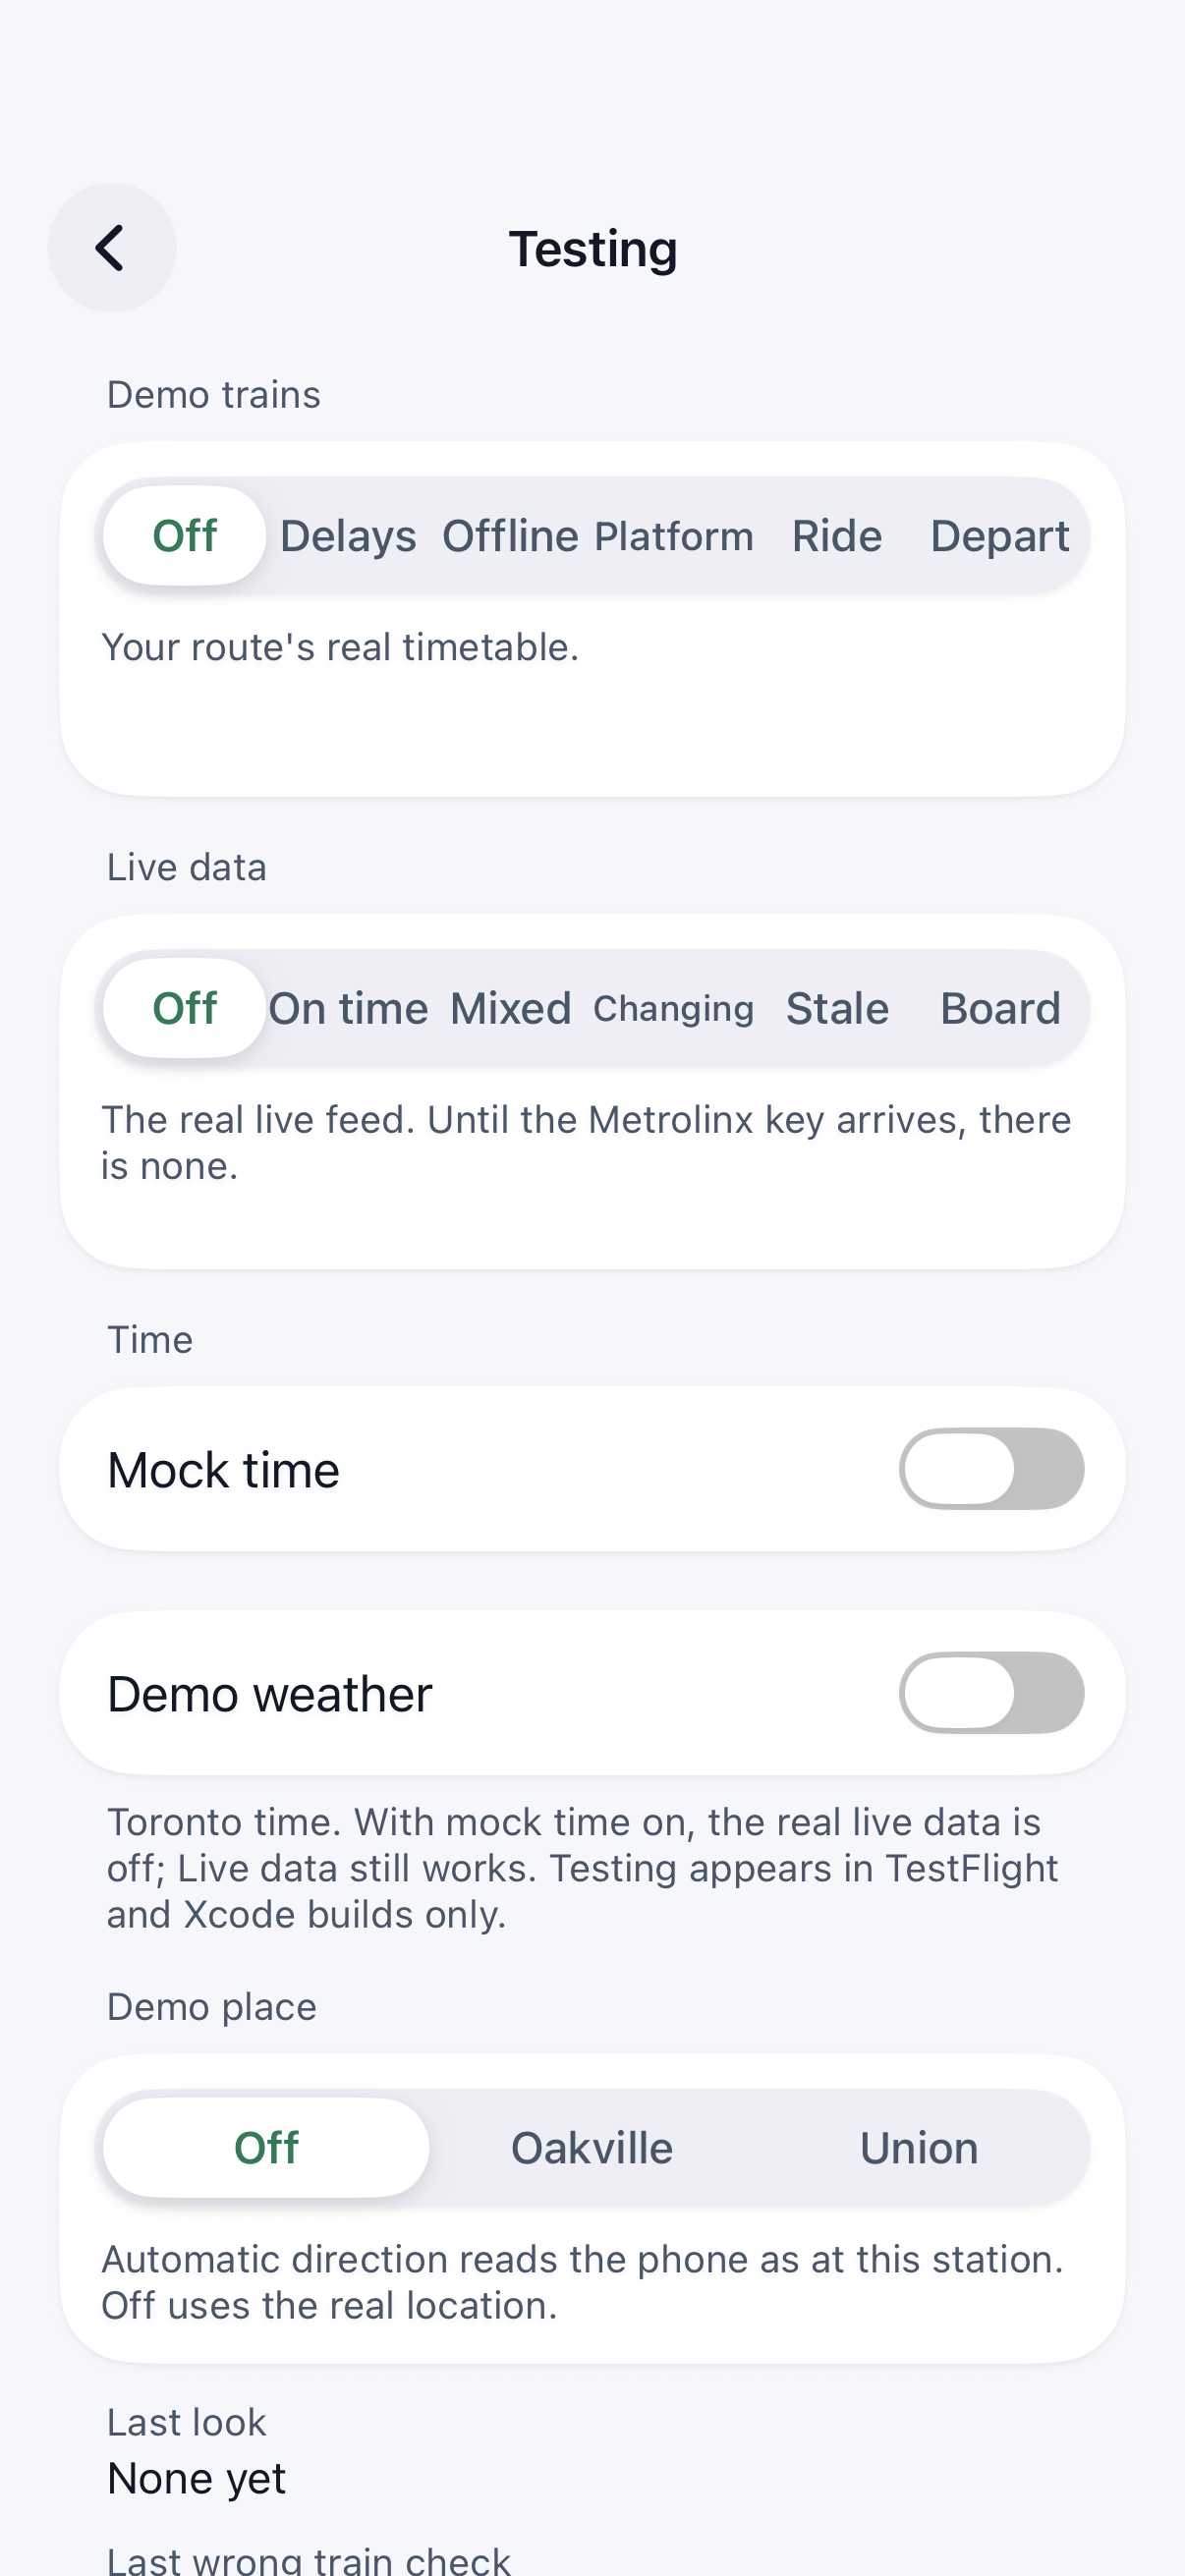 Testing
Demo trains
Off Delays Offline Platform Ride Depart
Your route's real timetable.
Live data
Off On time Mixed Changing Stale Board
The real live feed. Until the Metrolinx key arrives, there
is none.
Time
Mock time
Demo weather
Toronto time. With mock time on, the real live data is
off; Live data still works. Testing appears in TestFlight
and Xcode builds only.
Demo place
Off Oakville Union
Automatic direction reads the phone as at this station.
Off uses the real location.
Last look
None yet
Last wrong train check